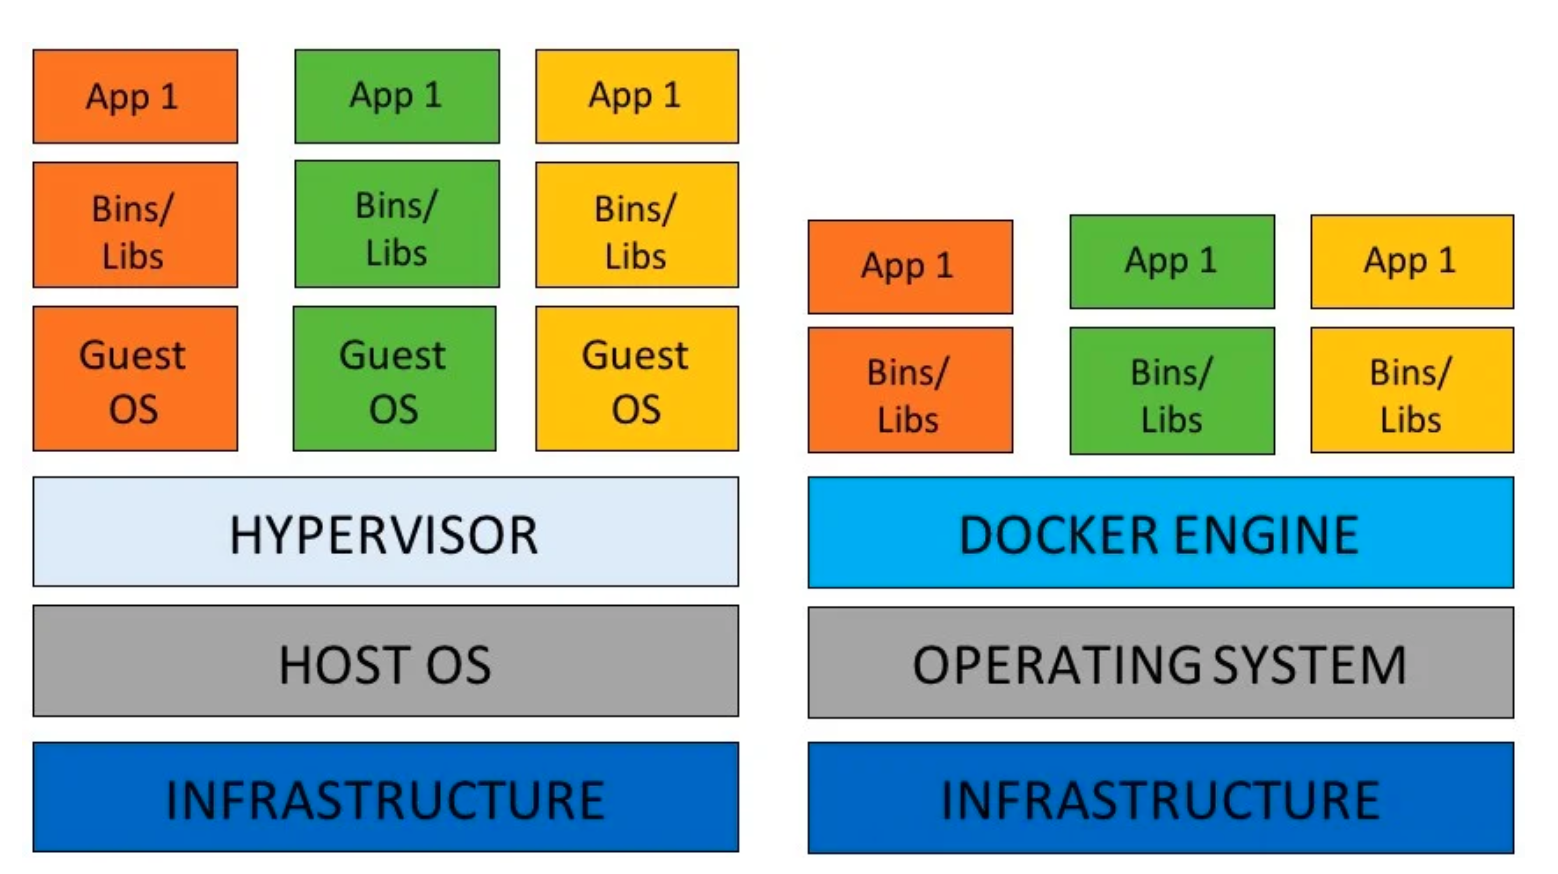 App 1
App 1
App 1
Bins/
Libs
Bins/
Libs
Bins/
Libs
Guest
OS
Guest
OS
Guest
OS
HYPERVISOR
HOST OS
INFRASTRUCTURE
App 1
App 1
App 1
Bins/
Libs
Bins/
Libs
Bins/
Libs
DOCKER ENGINE
OPERATING SYSTEM
INFRASTRUCTURE